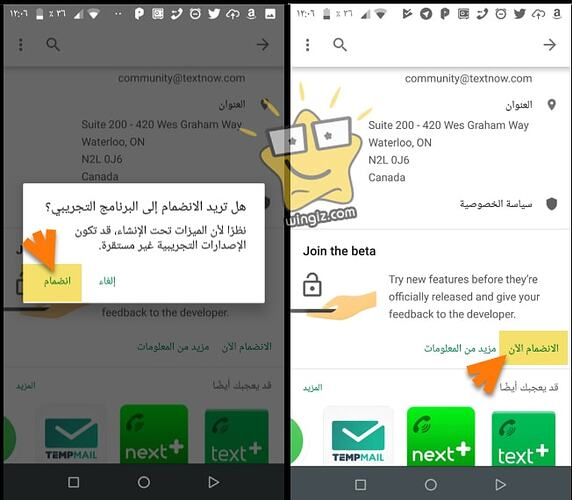 ١٢:٠٦
٣٦ ٪
community@textnow.com
العنوان
Suite 200 - 420 Wes Graham Way
Waterloo, ON
N2L 0J6
Canada
هل تريد الانضمام إلى البرنامج التجريبي؟
نظرًا لأن الميزات تحت الإنشاء، قد تكون
الإصدارات التجريبية غير مستقرة.
إلغاء
انضمام
feedback to the developer.
الانضمام الآن
مزيد من المعلومات
قد يعجبك أيضًا
المزيد
TEMPMAIL
next+
text+
١٢:٠٦
٣٦ ٪
community@textnow.com
العنوان
Suite 200 - 420 Wes Graham Way
Waterloo, ON
N2L 0J6
Canada
wingiz.com
سياسة الخصوصية
Join the beta
Try new features before they're
officially released and give your
feedback to the developer.
الانضمام الآن
مزيد من المعلومات
قد يعجبك أيضًا
المزيد
TEMPMAIL
next+
text+